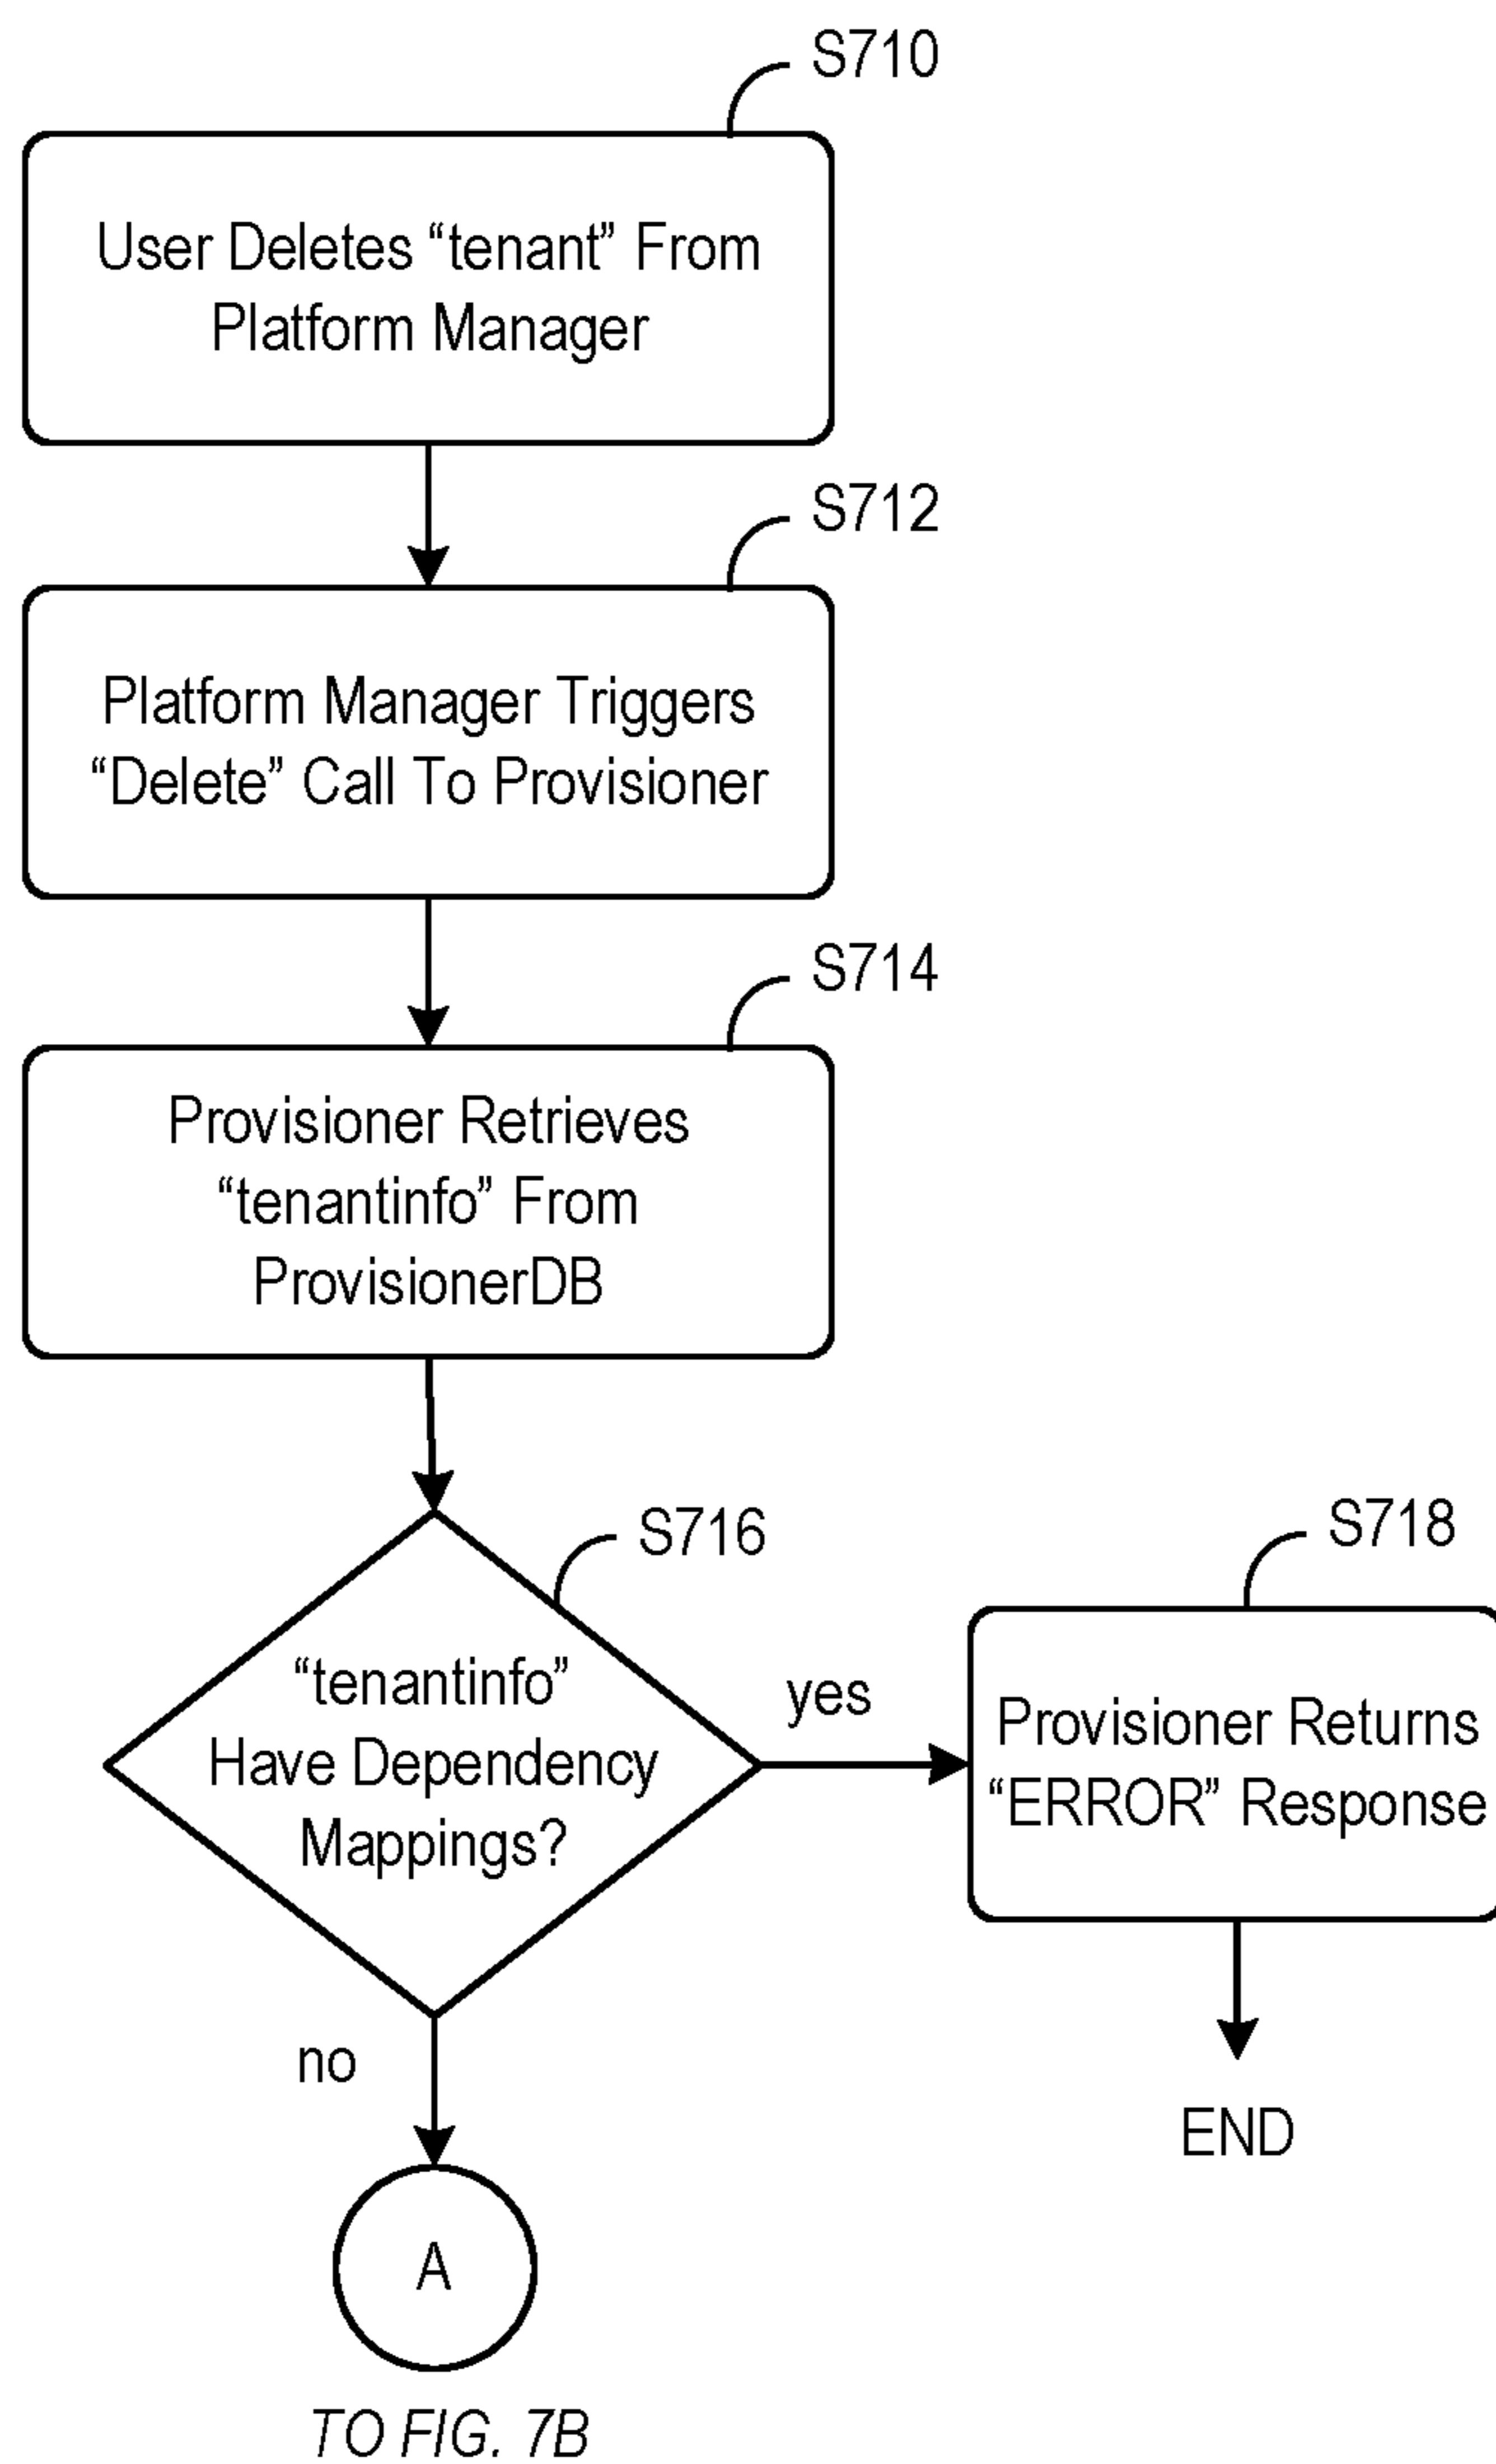 S710
User Deletes “tenant” From
Platform Manager
S712
Platform Manager Triggers
“Delete” Call To Provisioner
S714
Provisioner Retrieves
“tenantinfo” From
ProvisionerDB
S716
“tenantinfo”
Have Dependency
Mappings?
yes
S718
Provisioner Returns
“ERROR” Response
END
no
A
TO FIG. 7B